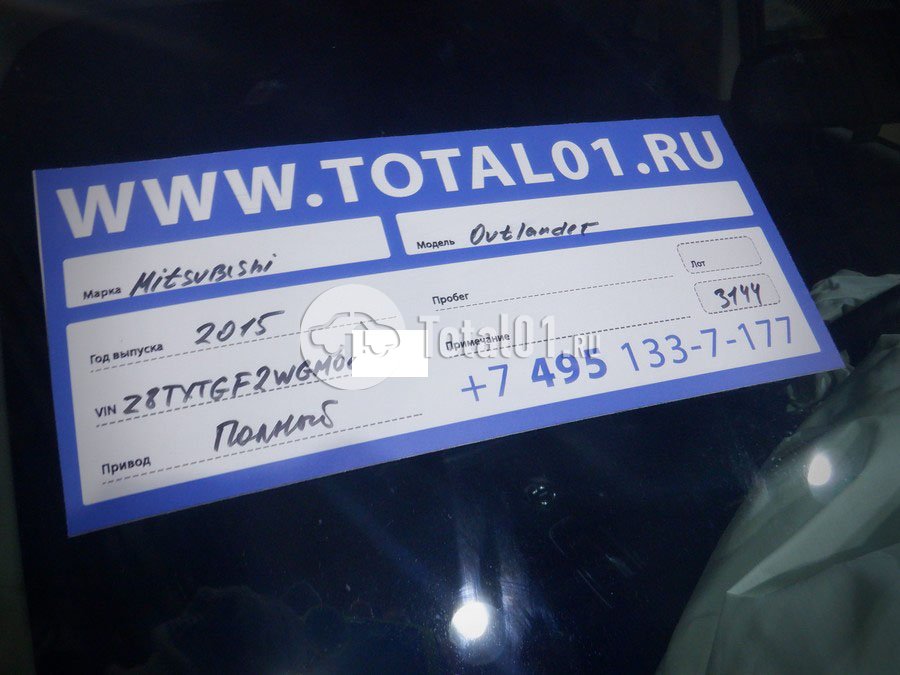 WWW.TOTAL01.RU
Марка Mitsubishi
Модель Outlander
Год выпуска 2015
Пробег
Лот 3144
VIN Z8TXTGF2WGM0
Примечание
Привод Полный
+7 495 133-7-177
Total01.ru